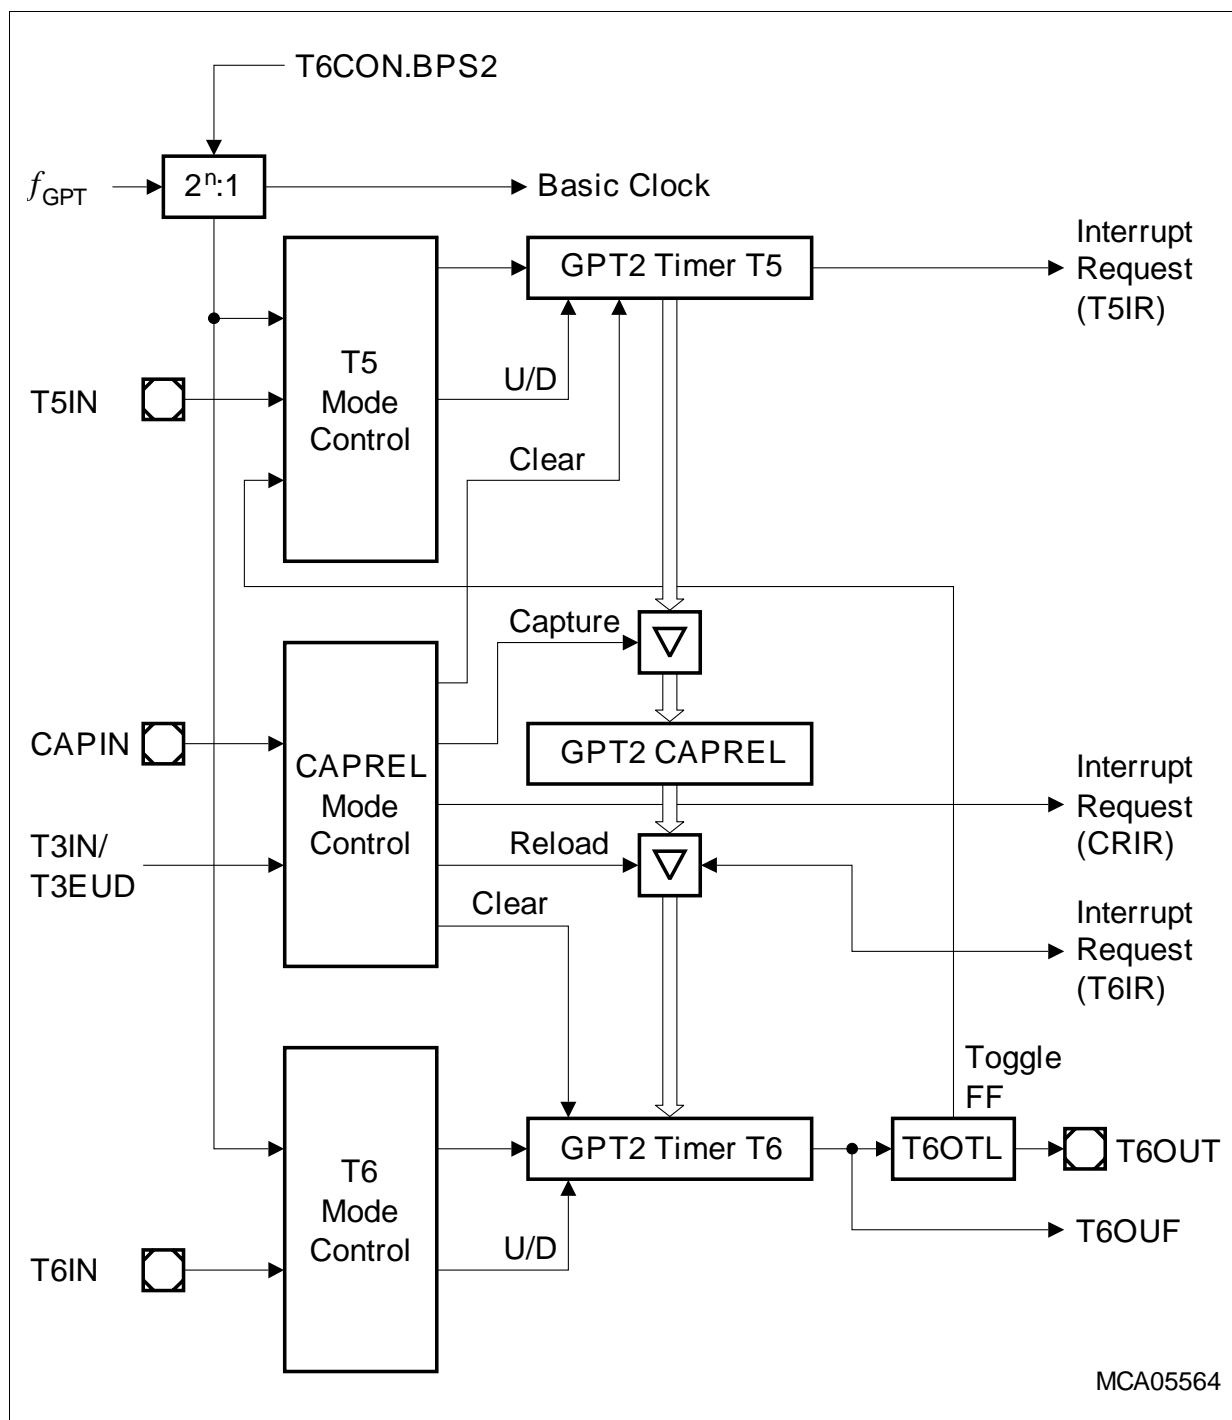 T6CON.BPS2
fGPT
2n:1
Basic Clock
GPT2 Timer T5
Interrupt
Request
(T5IR)
T5
Mode
Control
U/D
T5IN
Clear
Capture
CAPIN
GPT2 CAPREL
CAPREL
Mode
Control
Interrupt
Request
(CRIR)
T3IN/
T3EUD
Reload
Clear
Interrupt
Request
(T6IR)
Toggle
FF
GPT2 Timer T6
T6OTL
T6OUT
T6
Mode
Control
T6OUF
U/D
T6IN
MCA05564